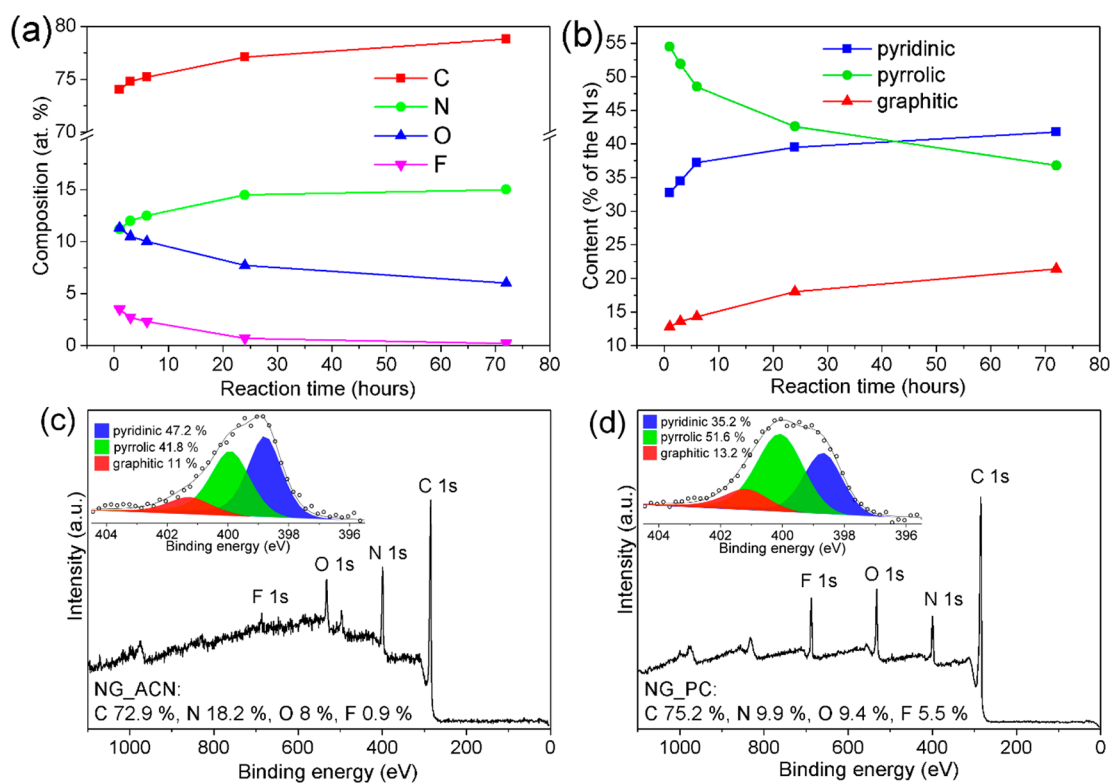 (a)
80
75
70
15
10
5
0
Composition (at. %)
C
N
O
F
0 10 20 30 40 50 60 70 80
Reaction time (hours)
(b)
55
50
45
40
35
30
25
20
15
10
Content (% of the N1s)
pyridinic
pyrrolic
graphitic
0 10 20 30 40 50 60 70 80
Reaction time (hours)
(c)
pyridinic 47.2 %
pyrrolic 41.8 %
graphitic 11 %
404 402 400 398 396
Binding energy (eV)
Intensity (a.u.)
C 1s
N 1s
O 1s
F 1s
NG_ACN:
C 72.9 %, N 18.2 %, O 8 %, F 0.9 %
1000 800 600 400 200 0
Binding energy (eV)
(d)
pyridinic 35.2 %
pyrrolic 51.6 %
graphitic 13.2 %
404 402 400 398 396
Binding energy (eV)
Intensity (a.u.)
C 1s
F 1s
O 1s
N 1s
NG_PC:
C 75.2 %, N 9.9 %, O 9.4 %, F 5.5 %
1000 800 600 400 200 0
Binding energy (eV)